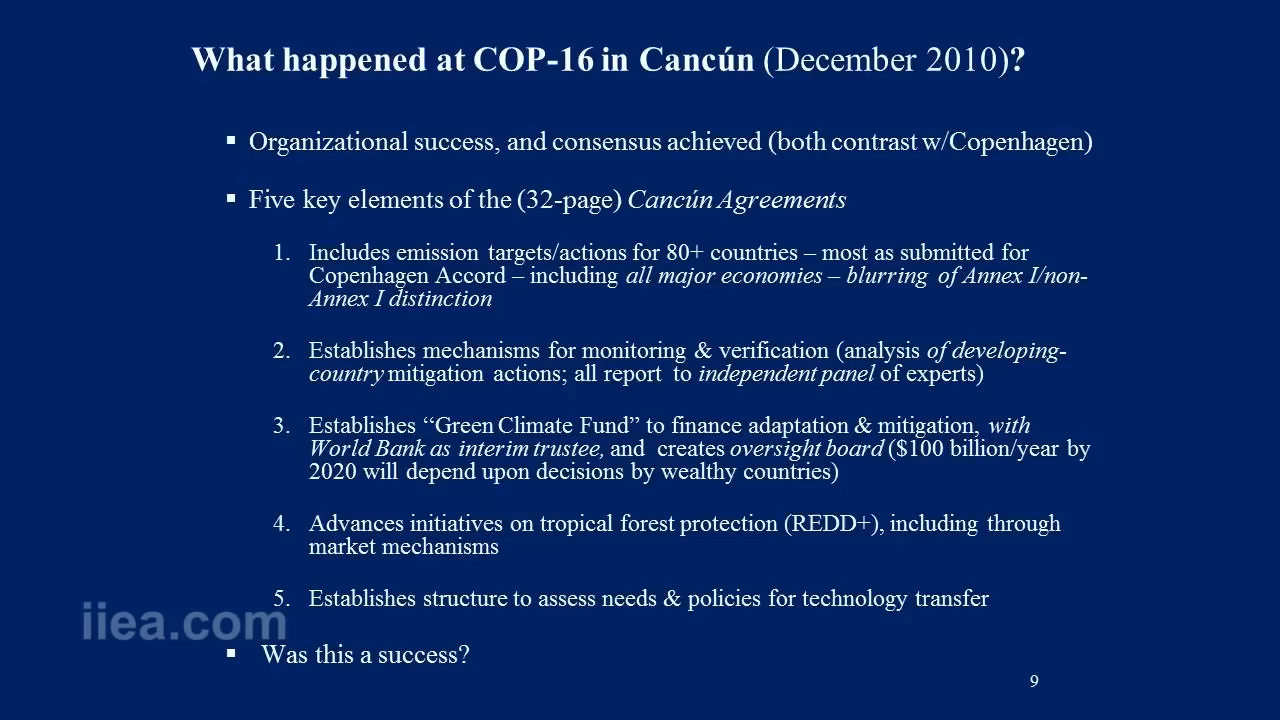 What happened at COP-16 in Cancún (December 2010)?
▪ Organizational success, and consensus achieved (both contrast w/Copenhagen)
▪ Five key elements of the (32-page) Cancún Agreements
1. Includes emission targets/actions for 80+ countries – most as submitted for
Copenhagen Accord – including all major economies – blurring of Annex I/non-
Annex I distinction
2. Establishes mechanisms for monitoring & verification (analysis of developing-
country mitigation actions; all report to independent panel of experts)
3. Establishes “Green Climate Fund” to finance adaptation & mitigation, with
World Bank as interim trustee, and creates oversight board ($100 billion/year by
2020 will depend upon decisions by wealthy countries)
4. Advances initiatives on tropical forest protection (REDD+), including through
market mechanisms
5. Establishes structure to assess needs & policies for technology transfer
iiea.com
▪ Was this a success?
9